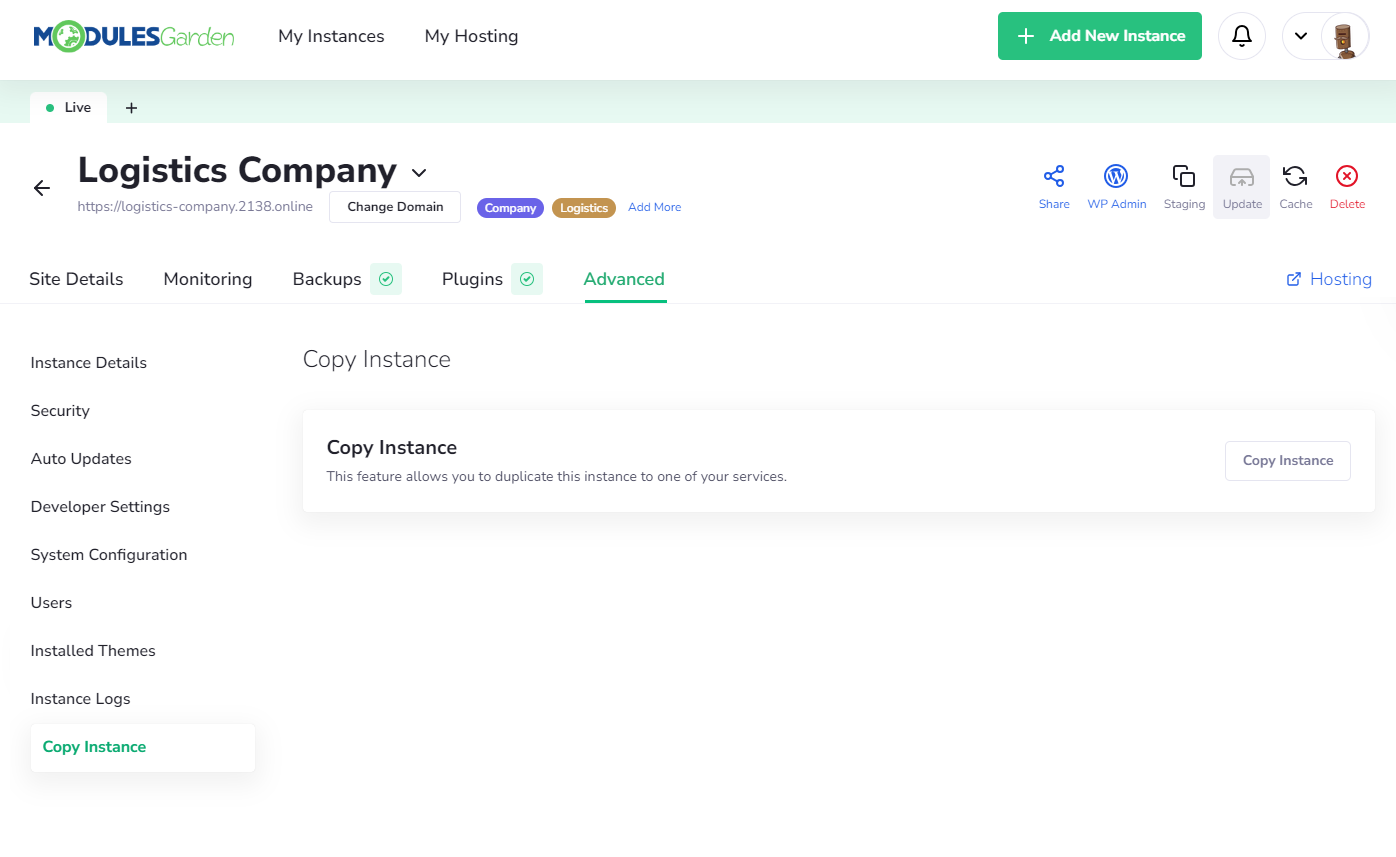 MODULESGarden My Instances My Hosting Add New Instance
Live +
Logistics Company
https://logistics-company.2138.online Change Domain Company Logistics Add More
Share WP Admin Staging Update Cache Delete
Site Details Monitoring Backups Plugins Advanced Hosting
Instance Details
Security
Auto Updates
Developer Settings
System Configuration
Users
Installed Themes
Instance Logs
Copy Instance
Copy Instance
Copy Instance
This feature allows you to duplicate this instance to one of your services.
Copy Instance